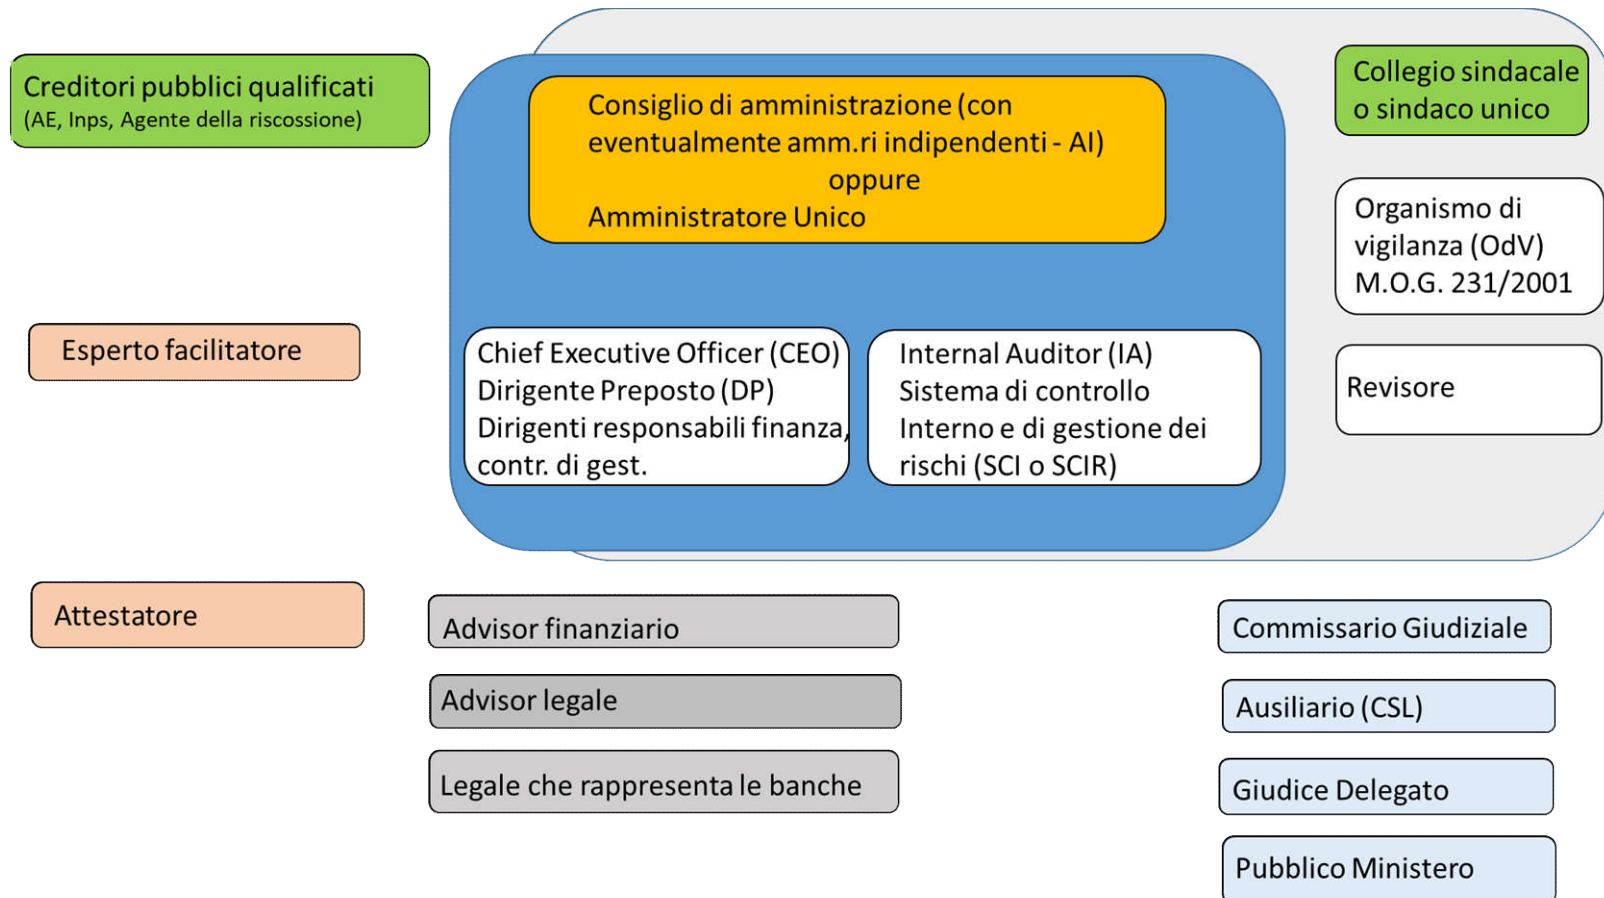 Creditori pubblici qualificati
(AE, Inps, Agente della riscossione)
Consiglio di amministrazione (con
eventualmente amm.ri indipendenti - AI)
oppure
Amministratore Unico
Collegio sindacale
o sindaco unico
Organismo di
vigilanza (OdV)
M.O.G. 231/2001
Esperto facilitatore
Chief Executive Officer (CEO)
Dirigente Preposto (DP)
Dirigenti responsabili finanza,
contr. di gest.
Internal Auditor (IA)
Sistema di controllo
Interno e di gestione dei
rischi (SCI o SCIR)
Revisore
Attestatore
Advisor finanziario
Advisor legale
Legale che rappresenta le banche
Commissario Giudiziale
Ausiliario (CSL)
Giudice Delegato
Pubblico Ministero